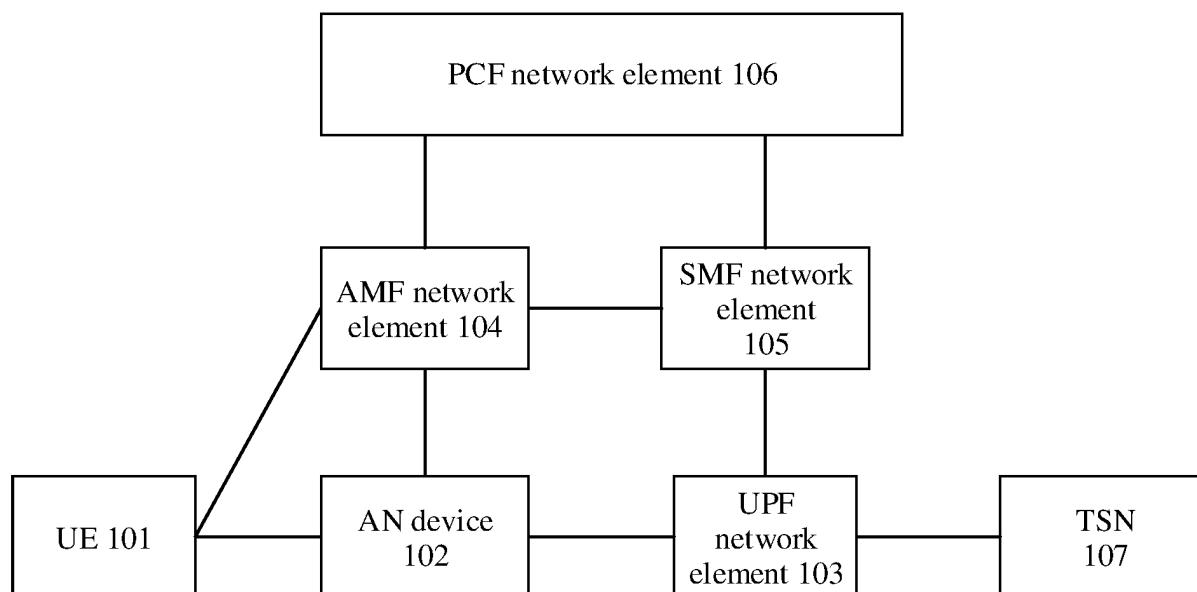 PCF network element 106
AMF network
element 104
SMF network
element
105
UE 101
AN device
102
UPF
network
element 103
TSN
107